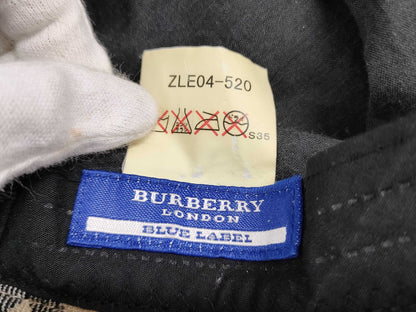 ZLE04-520
S35
BURBERRY
LONDON
BLUE LABEL